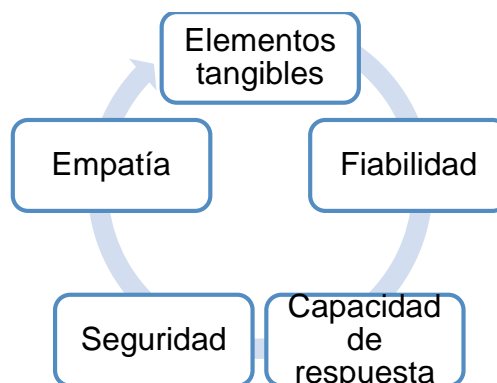 Elementos
tangibles
Empatía
Fiabilidad
Seguridad
Capacidad
de
respuesta